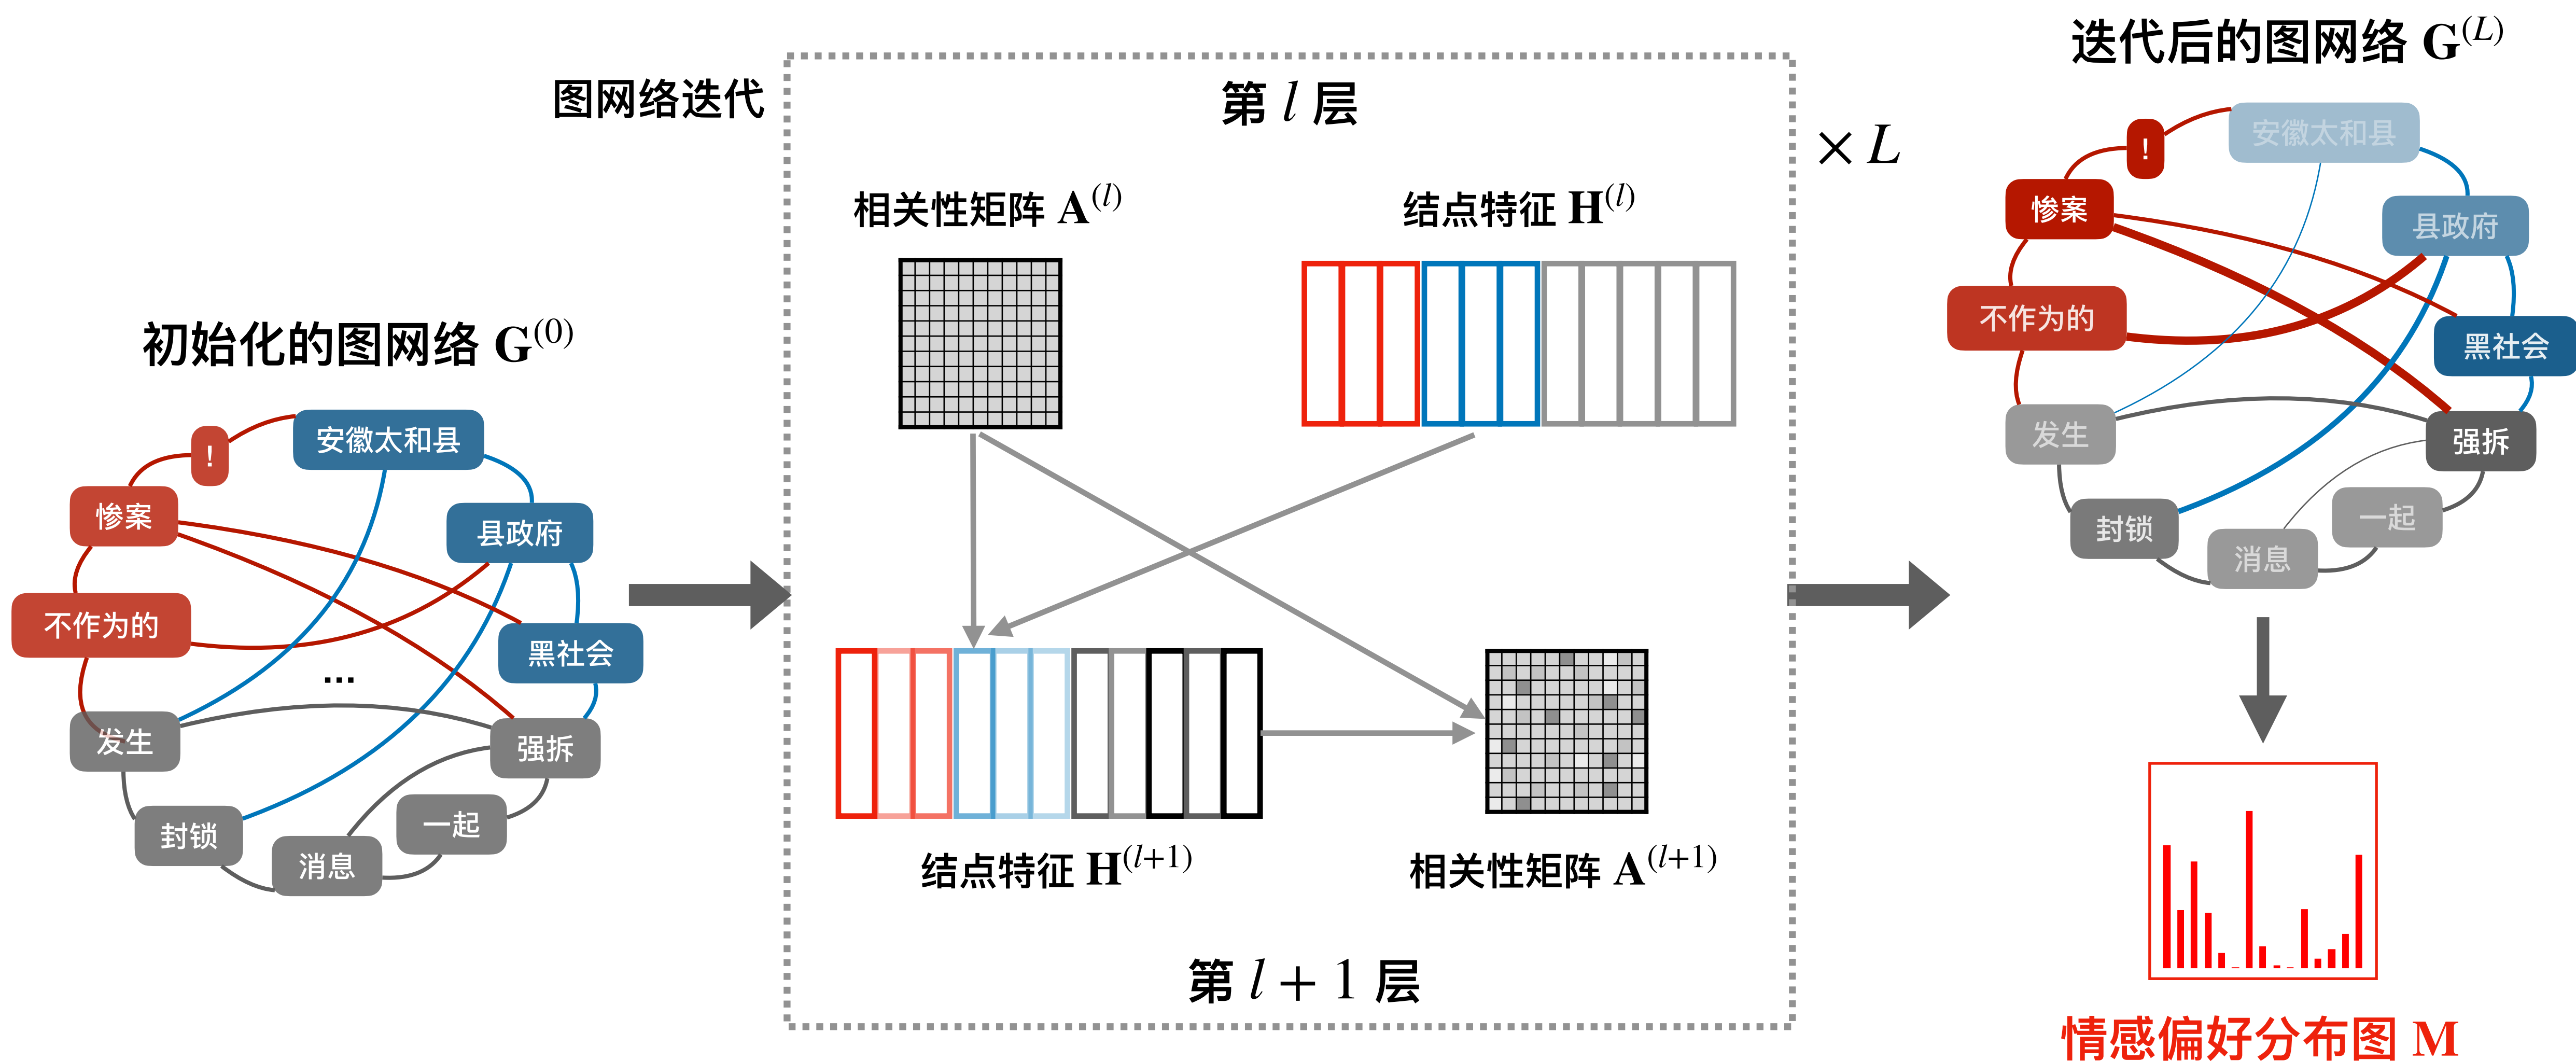 初始化的图网络 G^(0)
!
安徽太和县
惨案
县政府
不作为的
黑社会
...
发生
强拆
封锁
一起
消息
图网络迭代
第 l 层
× L
相关性矩阵 A^(l)
结点特征 H^(l)
结点特征 H^(l+1)
相关性矩阵 A^(l+1)
第 l + 1 层
迭代后的图网络 G^(L)
!
安徽太和县
惨案
县政府
不作为的
黑社会
发生
强拆
封锁
一起
消息
情感偏好分布图 M